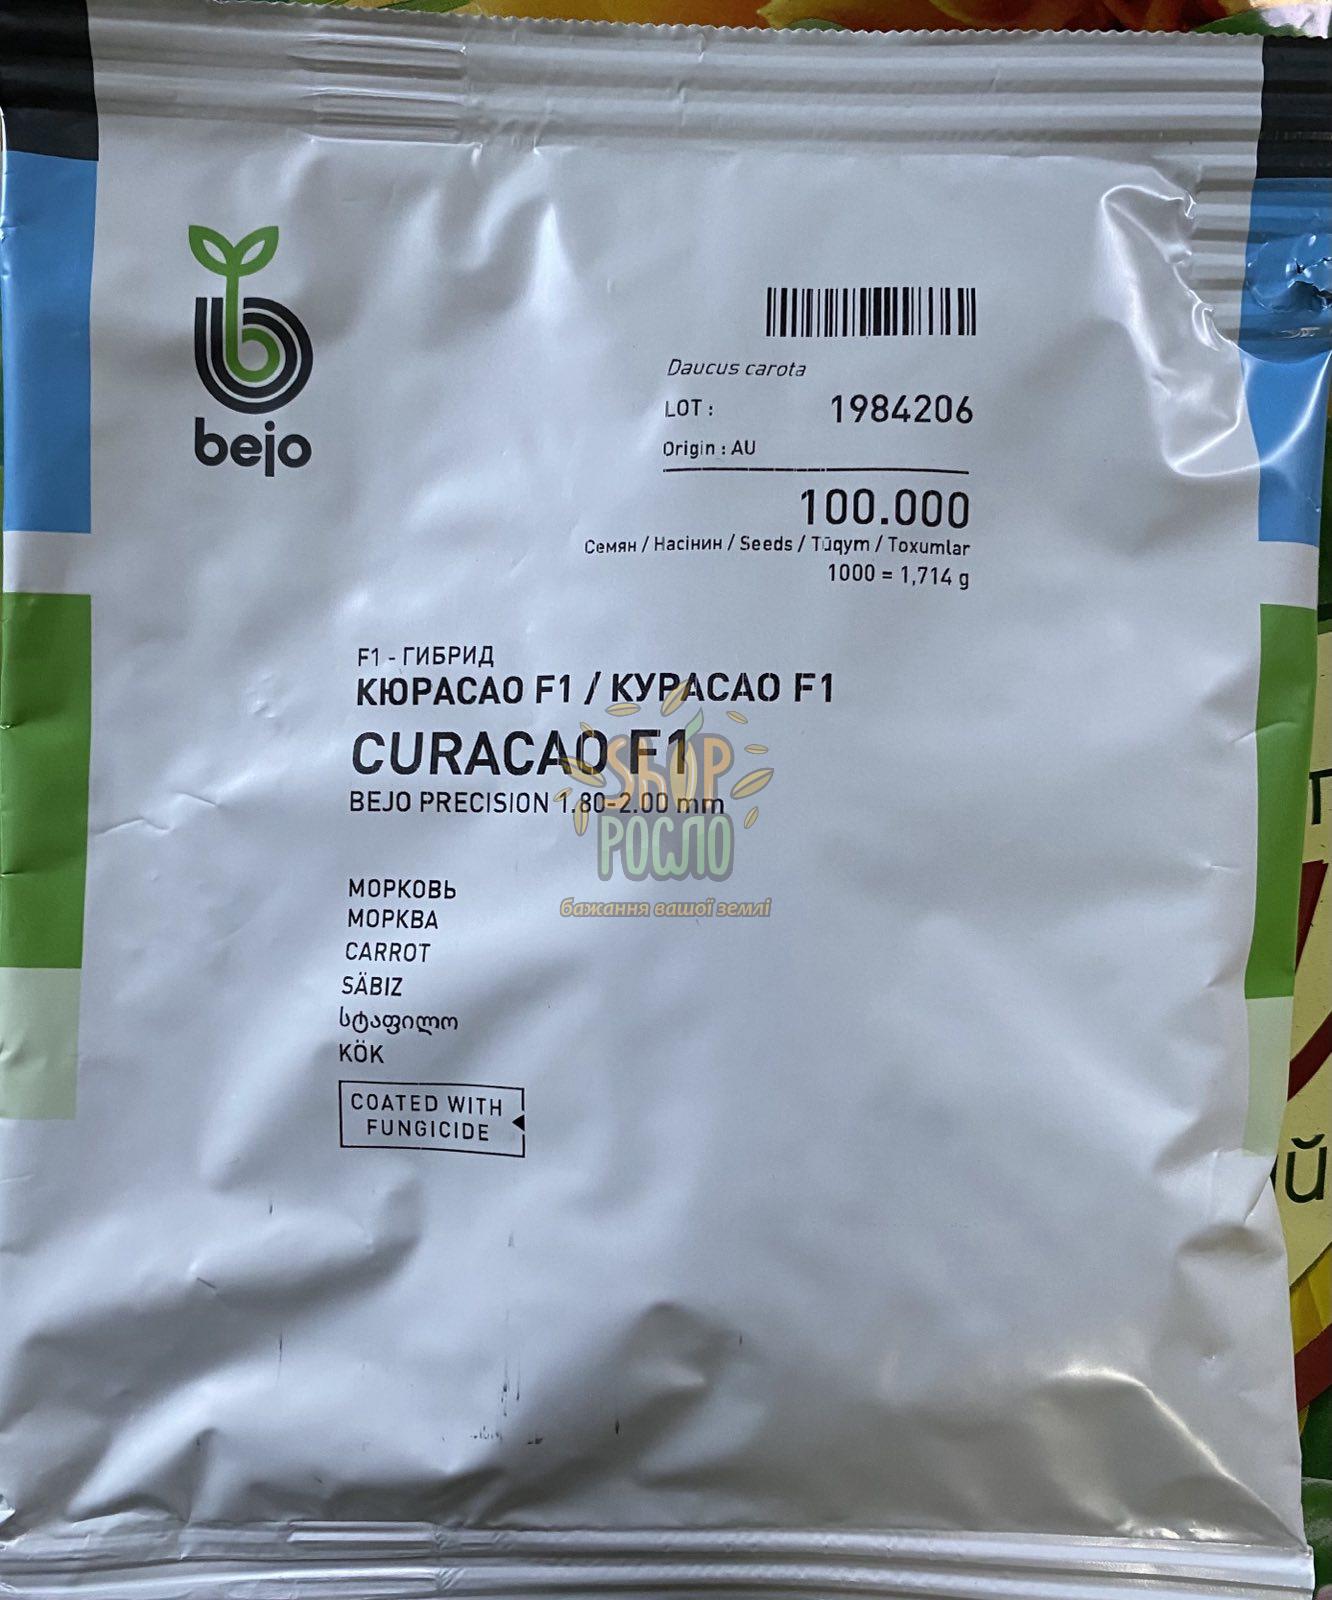 bejo
Daucus carota
LOT : 1984206
Origin : AU
100.000
Семян / Насінин / Seeds / Tūqym / Toxumlar
1000 = 1,714 g
F1 - ГИБРИД
КЮРАСАО F1 / КУРАСАО F1
CURACAO F1
BEJO PRECISION 1.80-2.00 mm
ЩОБ РОСЛО
бажання вашої землі
МОРКОВЬ
МОРКВА
CARROT
SÄBIZ
სტაფილო
KÖK
COATED WITH
FUNGICIDE